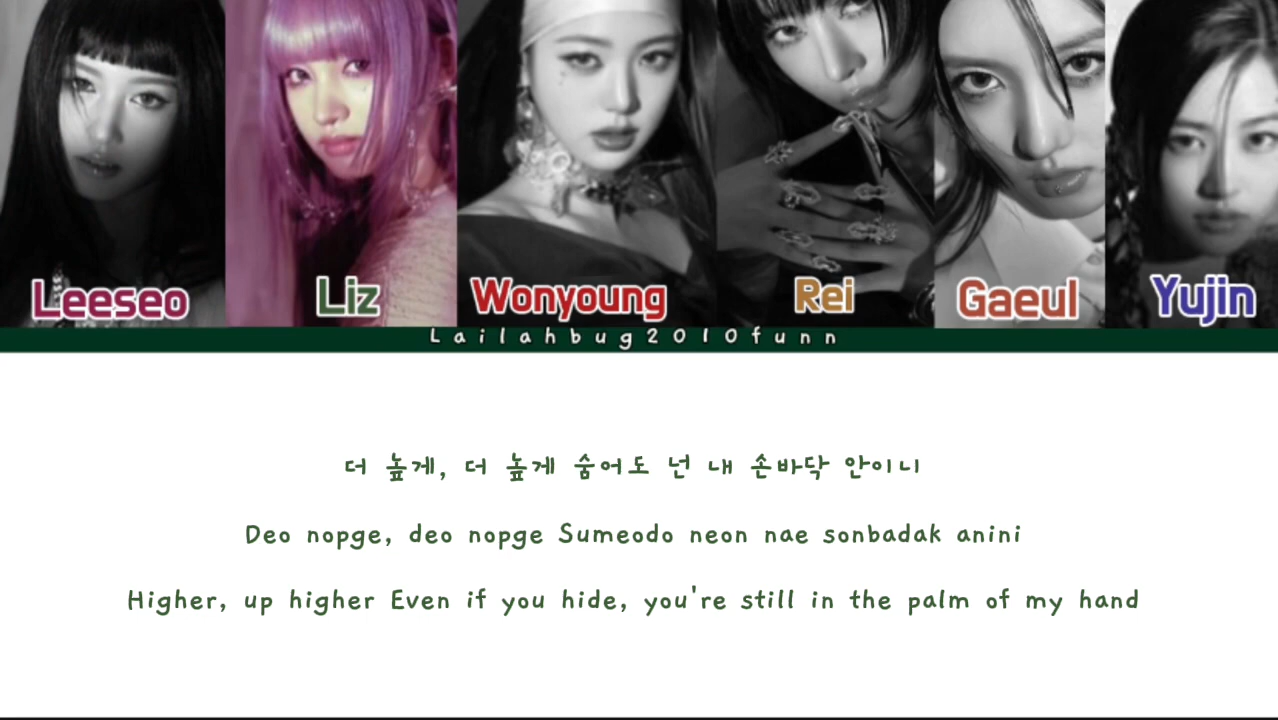 Leeseo Liz Wonyoung Rei Gaeul Yujin
Lailahbug2010funn
더 높게, 더 높게 숨어도 넌 내 손바닥 안이니
Deo nopge, deo nopge Sumeodo neon nae sonbadak anini
Higher, up higher Even if you hide, you're still in the palm of my hand